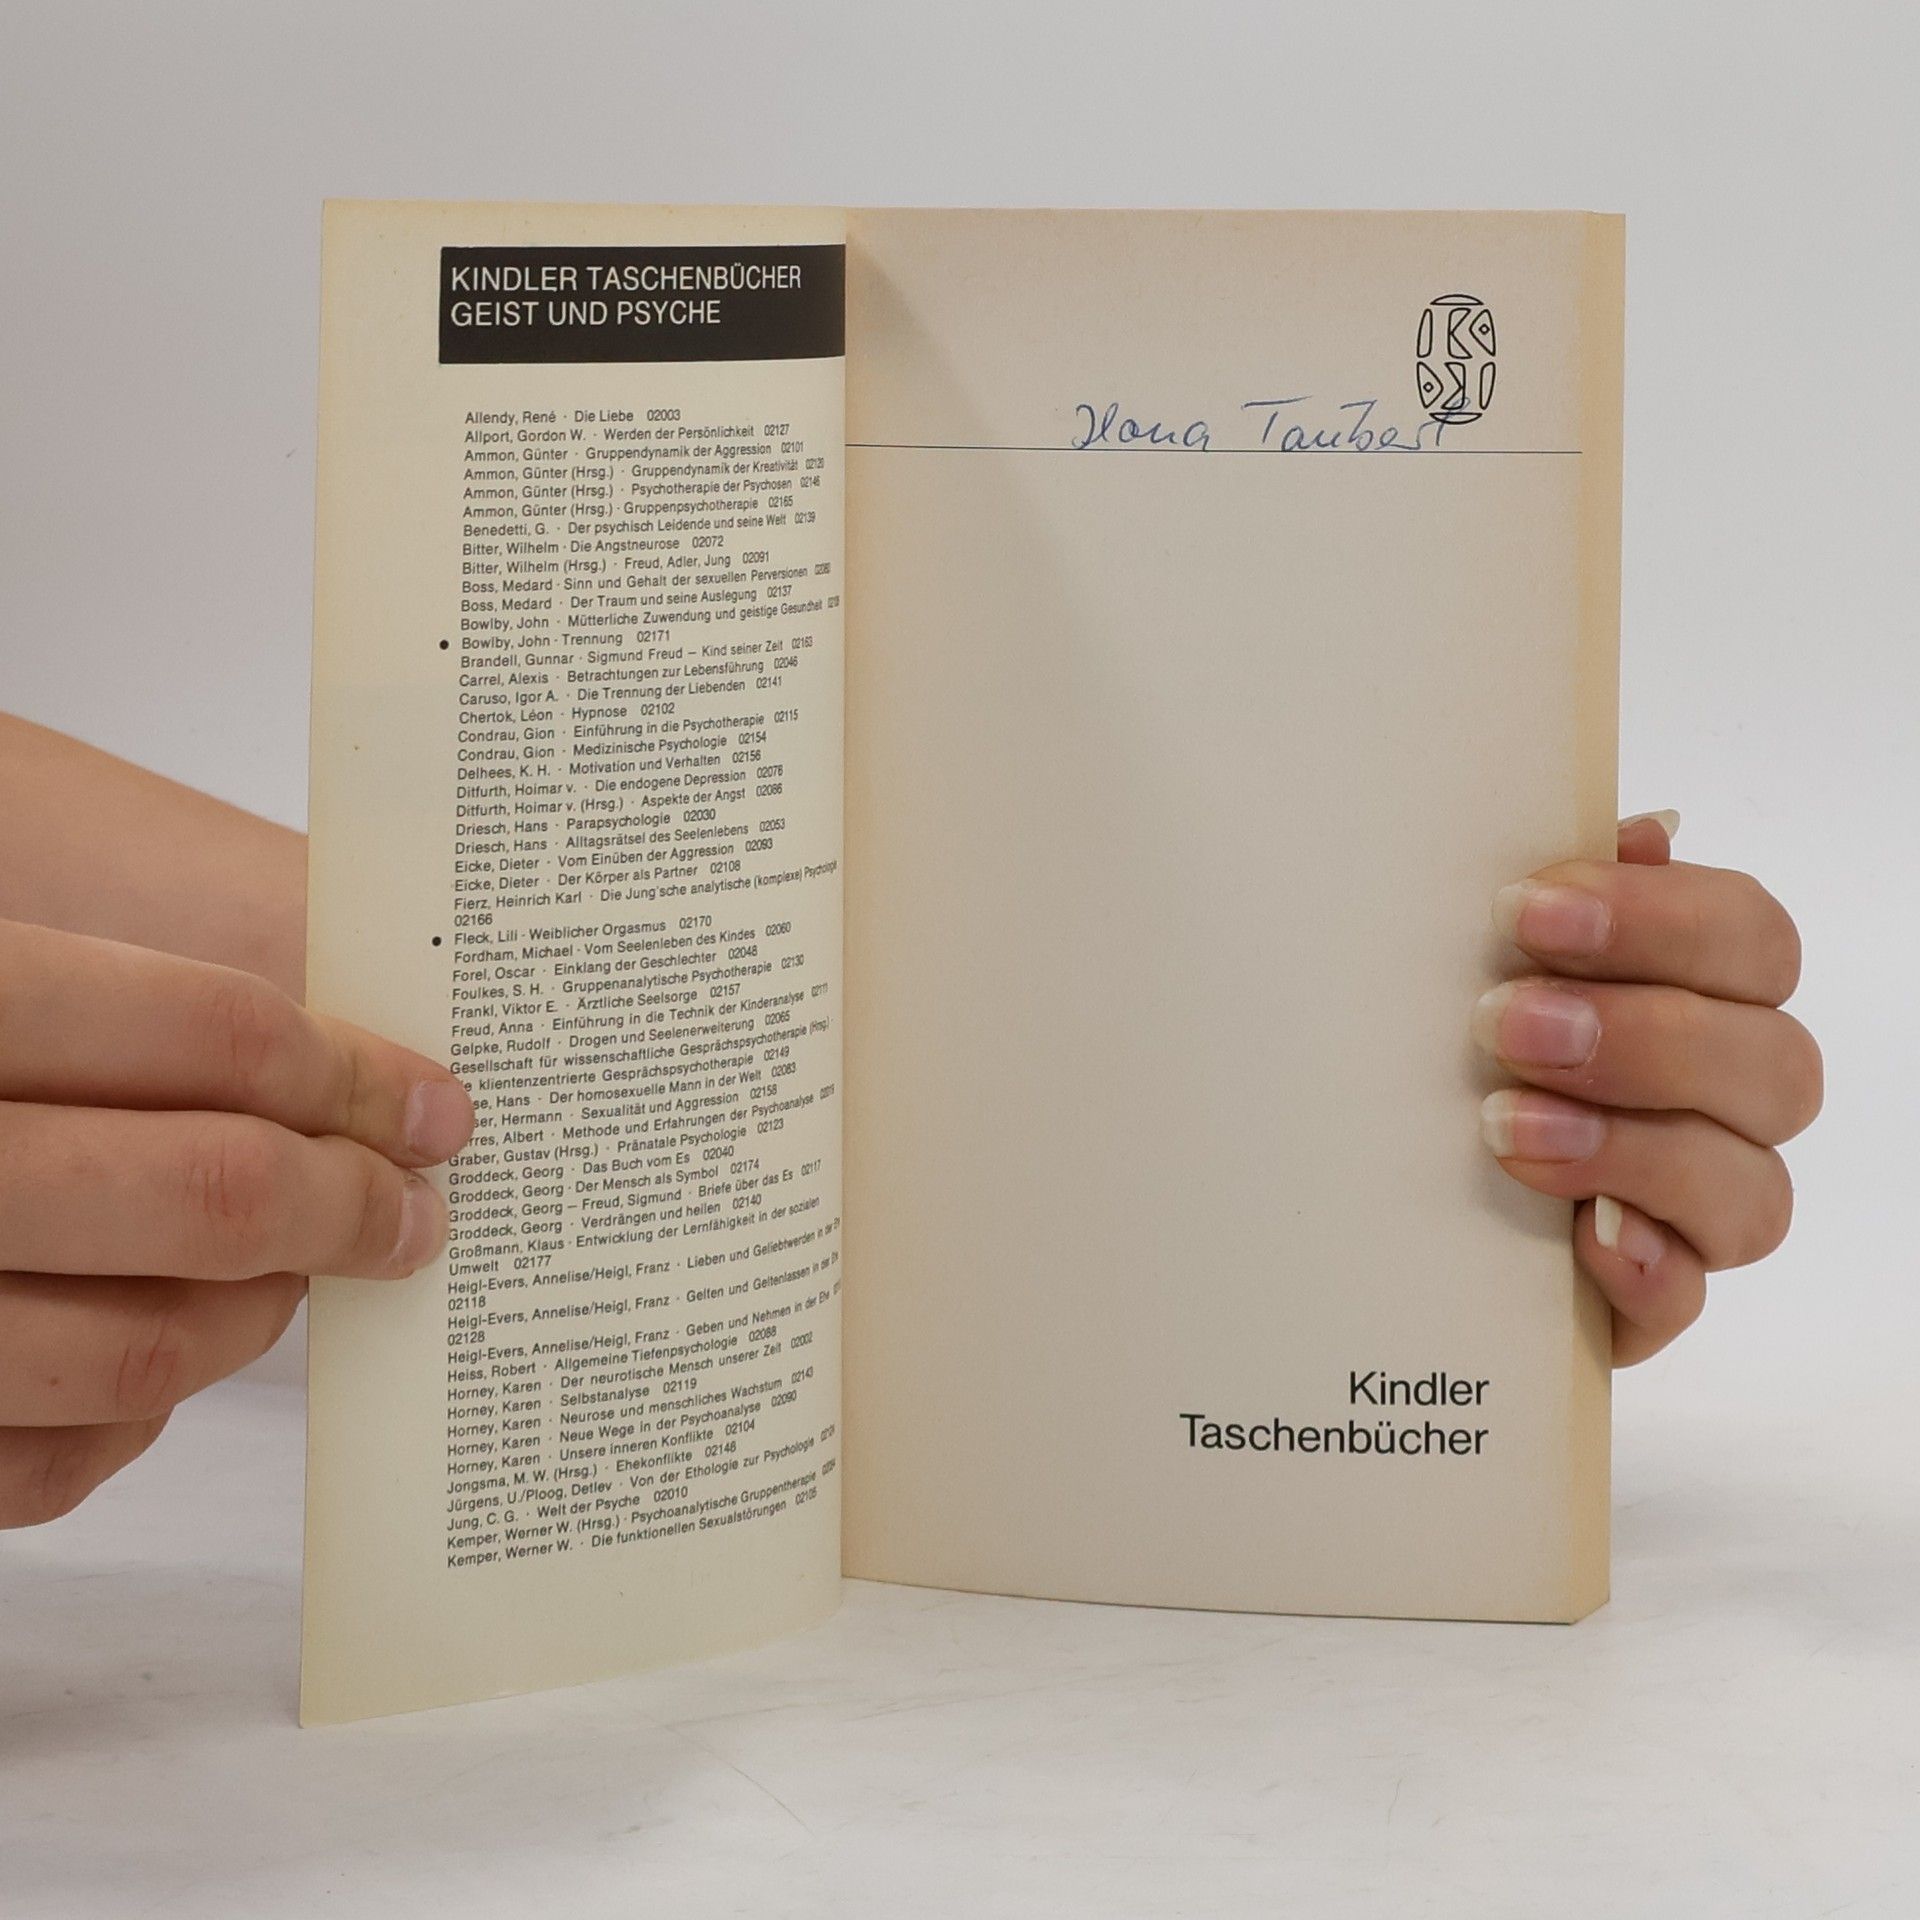 KINDLER TASCHENBÜCHER
GEIST UND PSYCHE
Allendy, René · Die Liebe 02003
Allport, Gordon W. · Werden der Persönlichkeit 02127
Ammon, Günter · Gruppendynamik der Aggression 02101
Ammon, Günter (Hrsg.) · Gruppendynamik der Kreativität 02120
Ammon, Günter (Hrsg.) · Psychotherapie der Psychosen 02146
Ammon, Günter (Hrsg.) · Gruppenpsychotherapie 02165
Benedetti, G. · Der psychisch Leidende und seine Welt 02139
Bitter, Wilhelm · Die Angstneurose 02072
Bitter, Wilhelm (Hrsg.) · Freud, Adler, Jung 02091
Boss, Medard · Sinn und Gehalt der sexuellen Perversionen
Boss, Medard · Der Traum und seine Auslegung 02137
Bowlby, John · Mütterliche Zuwendung und geistige Gesundheit
● Bowlby, John · Trennung 02171
Brandell, Gunnar · Sigmund Freud – Kind seiner Zeit 02163
Carrel, Alexis · Betrachtungen zur Lebensführung 02046
Caruso, Igor A. · Die Trennung der Liebenden 02141
Chertok, Léon · Hypnose 02102
Condrau, Gion · Einführung in die Psychotherapie 02115
Condrau, Gion · Medizinische Psychologie 02154
Delhees, K. H. · Motivation und Verhalten 02156
Ditfurth, Hoimar v. · Die endogene Depression 02076
Ditfurth, Hoimar v. (Hrsg.) · Aspekte der Angst 02086
Driesch, Hans · Parapsychologie 02030
Driesch, Hans · Alltagsrätsel des Seelenlebens 02053
Eicke, Dieter · Vom Einüben der Aggression 02093
Eicke, Dieter · Der Körper als Partner 02108
Fierz, Heinrich Karl · Die Jung'sche analytische (komplexe) Psychologie
02166
● Fleck, Lili - Weiblicher Orgasmus 02170
Fordham, Michael · Vom Seelenleben des Kindes 02060
Forel, Oscar · Einklang der Geschlechter 02048
Foulkes, S. H. · Gruppenanalytische Psychotherapie 02130
Frankl, Viktor E. · Ärztliche Seelsorge 02157
Freud, Anna · Einführung in die Technik der Kinderanalyse 02111
Gelpke, Rudolf · Drogen und Seelenerweiterung 02065
Gesellschaft für wissenschaftliche Gesprächspsychotherapie (Hrsg.) ·
klientenzentrierte Gesprächspsychotherapie 02149
Hans · Der homosexuelle Mann in der Welt 02083
Hermann · Sexualität und Aggression 02158
Albert · Methode und Erfahrungen der Psychoanalyse
Graber, Gustav (Hrsg.) · Pränatale Psychologie 02123
Groddeck, Georg · Das Buch vom Es 02040
Groddeck, Georg · Der Mensch als Symbol 02174
Groddeck, Georg – Freud, Sigmund · Briefe über das Es 02117
Groddeck, Georg · Verdrängen und heilen 02140
Großmann, Klaus · Entwicklung der Lernfähigkeit in der sozialen
Umwelt 02177
Heigl-Evers, Annelise/Heigl, Franz · Lieben und Geliebtwerden in der
02118
Heigl-Evers, Annelise/Heigl, Franz · Gelten und Geltenlassen in der
02128
Heigl-Evers, Annelise/Heigl, Franz · Geben und Nehmen in der Ehe
Heiss, Robert · Allgemeine Tiefenpsychologie 02088
Horney, Karen · Der neurotische Mensch unserer Zeit 02002
Horney, Karen · Selbstanalyse 02119
Horney, Karen · Neurose und menschliches Wachstum 02143
Horney, Karen · Neue Wege in der Psychoanalyse 02090
Horney, Karen · Unsere inneren Konflikte 02104
Jongsma, M. W. (Hrsg.) · Ehekonflikte 02148
Jürgens, U./Ploog, Detlev · Von der Ethologie zur Psychologie
Jung, C. G. · Welt der Psyche 02010
Kemper, Werner W. (Hrsg.) · Psychoanalytische Gruppentherapie
Kemper, Werner W. · Die funktionellen Sexualstörungen 02105
Ilona Taubert
Kindler
Taschenbücher